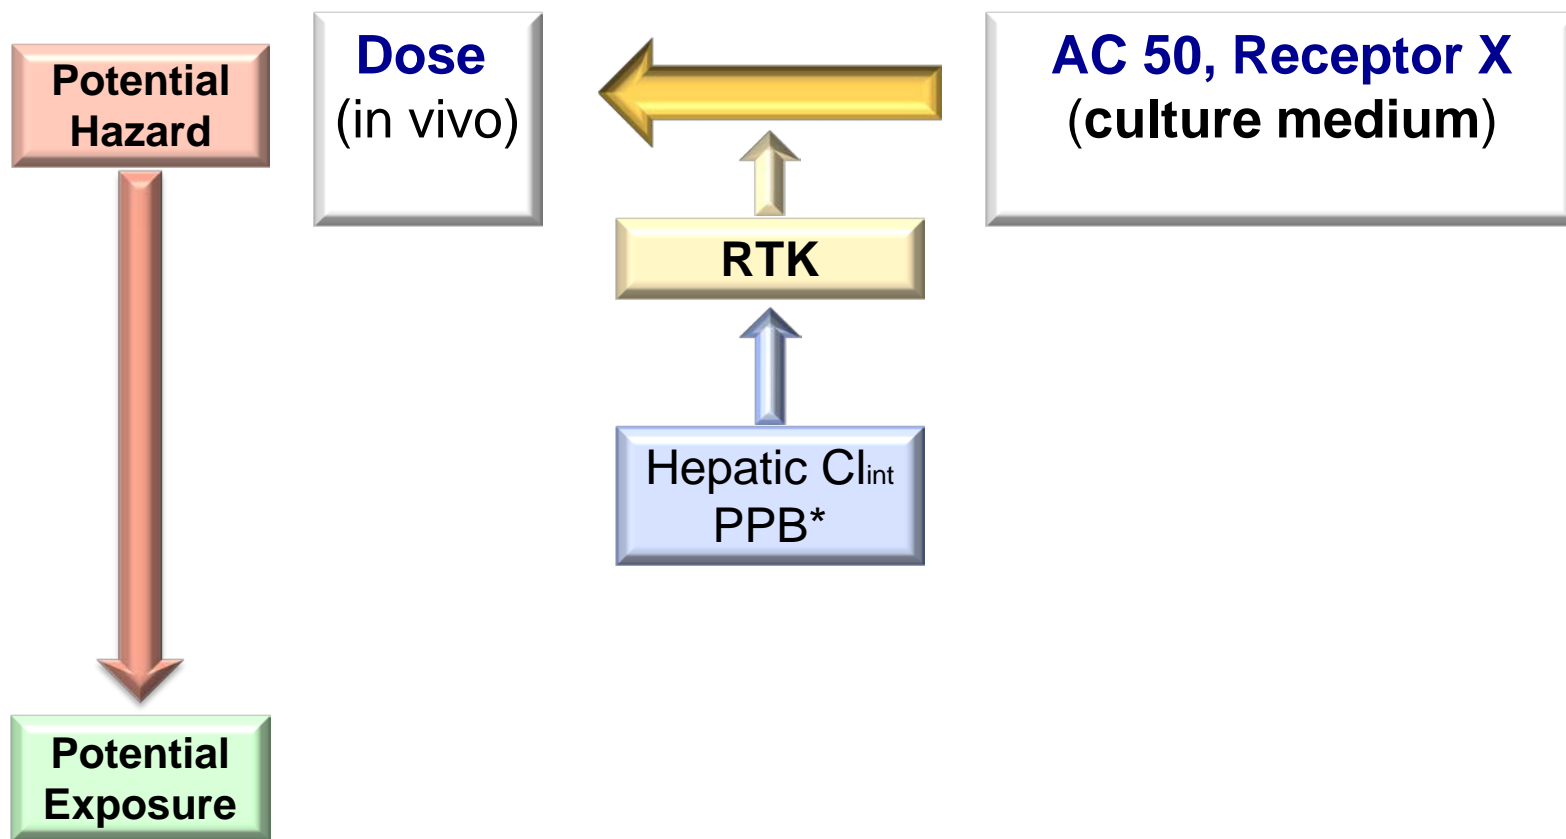 Potential
Hazard
Dose
(in vivo)
AC 50, Receptor X
(culture medium)
RTK
Hepatic Clint
PPB*
Potential
Exposure